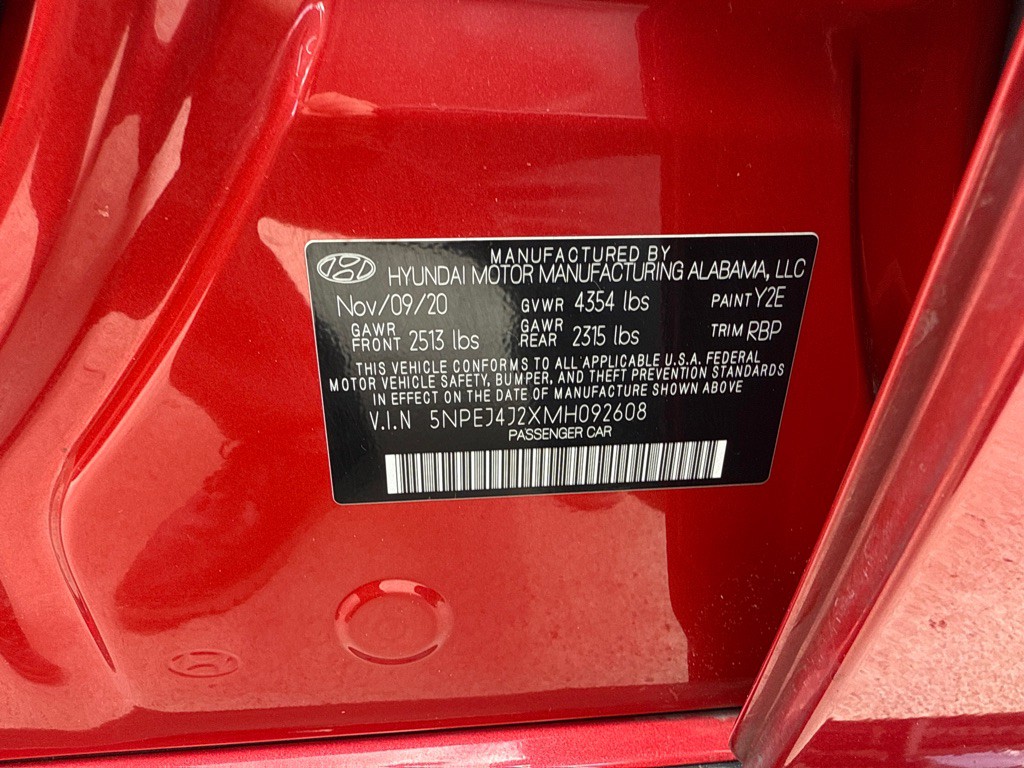 MANUFACTURED BY
HYUNDAI MOTOR MANUFACTURING ALABAMA, LLC
Nov/09/20 GVWR 4354 lbs PAINT Y2E
GAWR FRONT 2513 lbs GAWR REAR 2315 lbs TRIM RBP
THIS VEHICLE CONFORMS TO ALL APPLICABLE U.S.A. FEDERAL
MOTOR VEHICLE SAFETY, BUMPER, AND THEFT PREVENTION STANDARDS
IN EFFECT ON THE DATE OF MANUFACTURE SHOWN ABOVE
V.I.N 5NPEJ4J2XMH092608
PASSENGER CAR